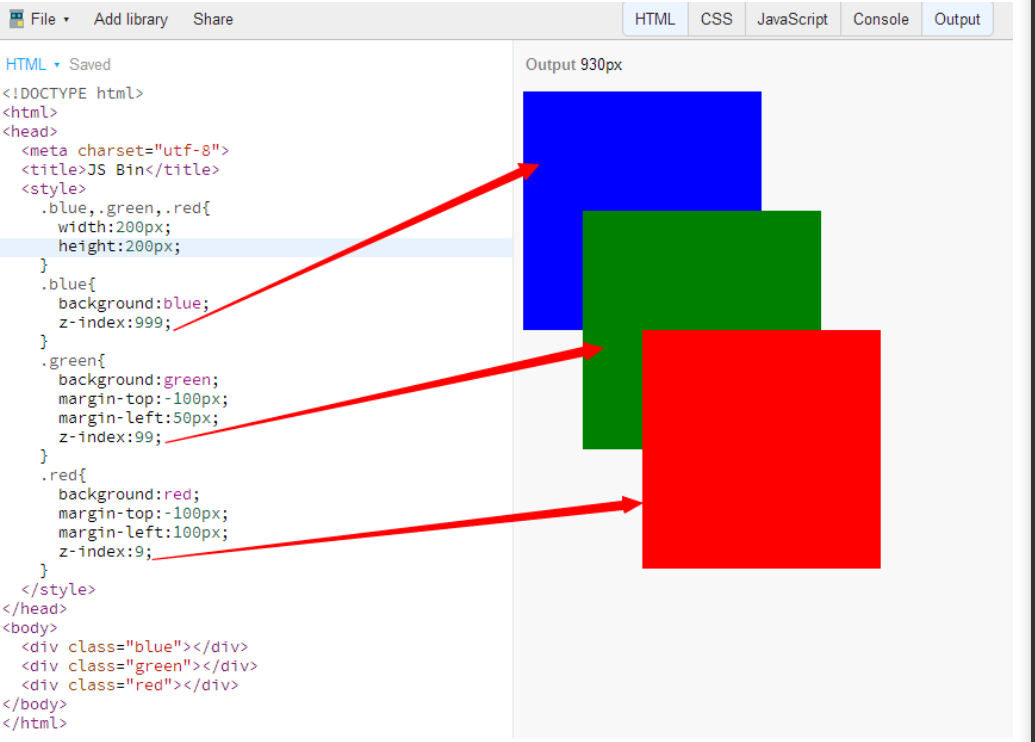 File ▾ Add library Share HTML CSS JavaScript Console Output
HTML ▾ Saved
Output 930px
<!DOCTYPE html>
<html>
<head>
  <meta charset="utf-8">
  <title>JS Bin</title>
  <style>
    .blue,.green,.red{
      width:200px;
      height:200px;
    }
    .blue{
      background:blue;
      z-index:999;
    }
    .green{
      background:green;
      margin-top:-100px;
      margin-left:50px;
      z-index:99;
    }
    .red{
      background:red;
      margin-top:-100px;
      margin-left:100px;
      z-index:9;
    }
  </style>
</head>
<body>
  <div class="blue"></div>
  <div class="green"></div>
  <div class="red"></div>
</body>
</html>